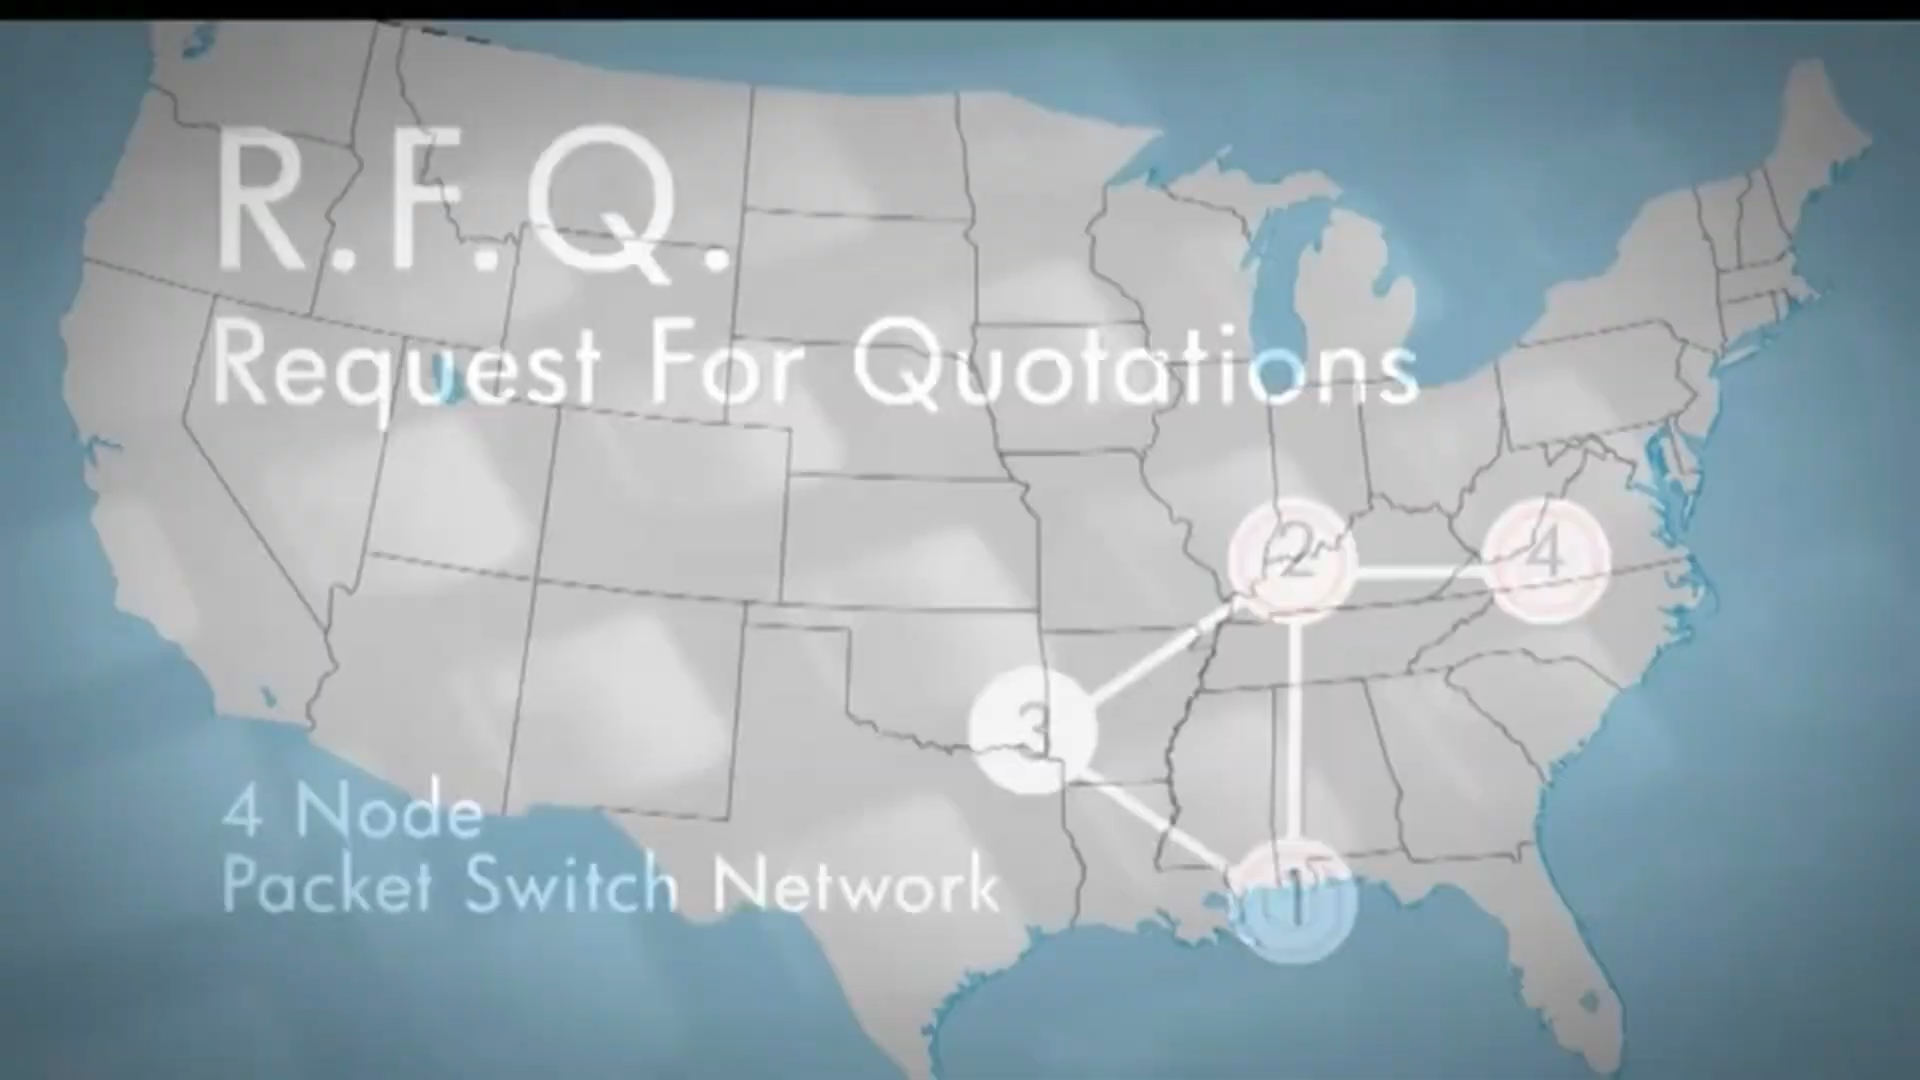 R.F.Q.
Request For Quotations
2
4
3
4 Node
Packet Switch Network
1